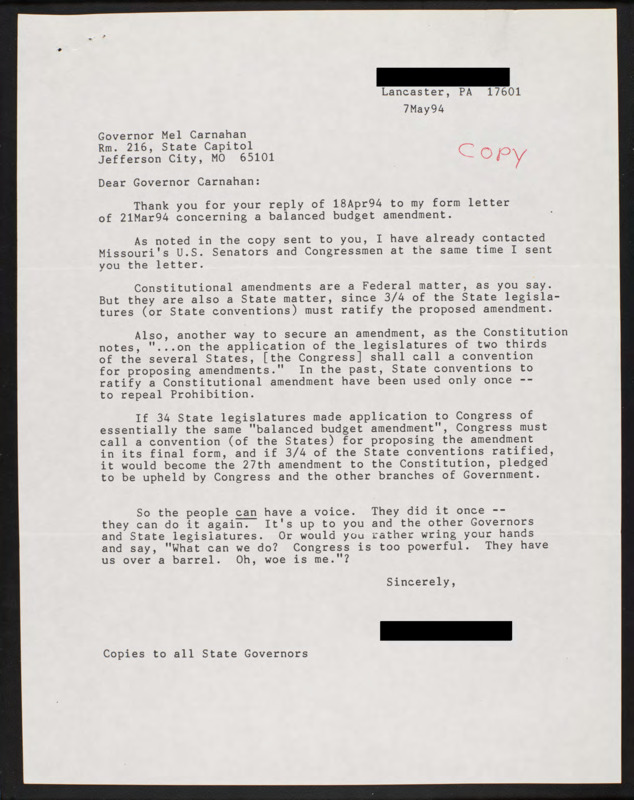 Lancaster, PA 17601
7May94
Governor Mel Carnahan
Rm. 216, State Capitol
Jefferson City, MO 65101
COPY
Dear Governor Carnahan:
Thank you for your reply of 18Apr94 to my form letter
of 21Mar94 concerning a balanced budget amendment.
As noted in the copy sent to you, I have already contacted
Missouri's U.S. Senators and Congressmen at the same time I sent
you the letter.
Constitutional amendments are a Federal matter, as you say.
But they are also a State matter, since 3/4 of the State legisla-
tures (or State conventions) must ratify the proposed amendment.
Also, another way to secure an amendment, as the Constitution
notes, "...on the application of the legislatures of two thirds
of the several States, [the Congress] shall call a convention
for proposing amendments." In the past, State conventions to
ratify a Constitutional amendment have been used only once --
to repeal Prohibition.
If 34 State legislatures made application to Congress of
essentially the same "balanced budget amendment", Congress must
call a convention (of the States) for proposing the amendment
in its final form, and if 3/4 of the State conventions ratified,
it would become the 27th amendment to the Constitution, pledged
to be upheld by Congress and the other branches of Government.
So the people can have a voice. They did it once --
they can do it again. It's up to you and the other Governors
and State legislatures. Or would you rather wring your hands
and say, "What can we do? Congress is too powerful. They have
us over a barrel. Oh, woe is me."?
Sincerely,
Copies to all State Governors